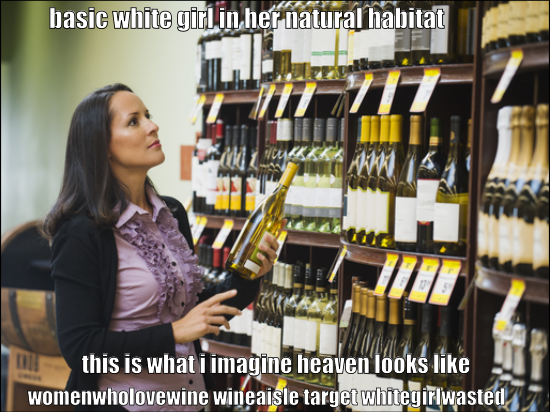 basic white girl in her natural habitat
this is what i imagine heaven looks like
womenwholovewine wineaisle target whitegirlwasted